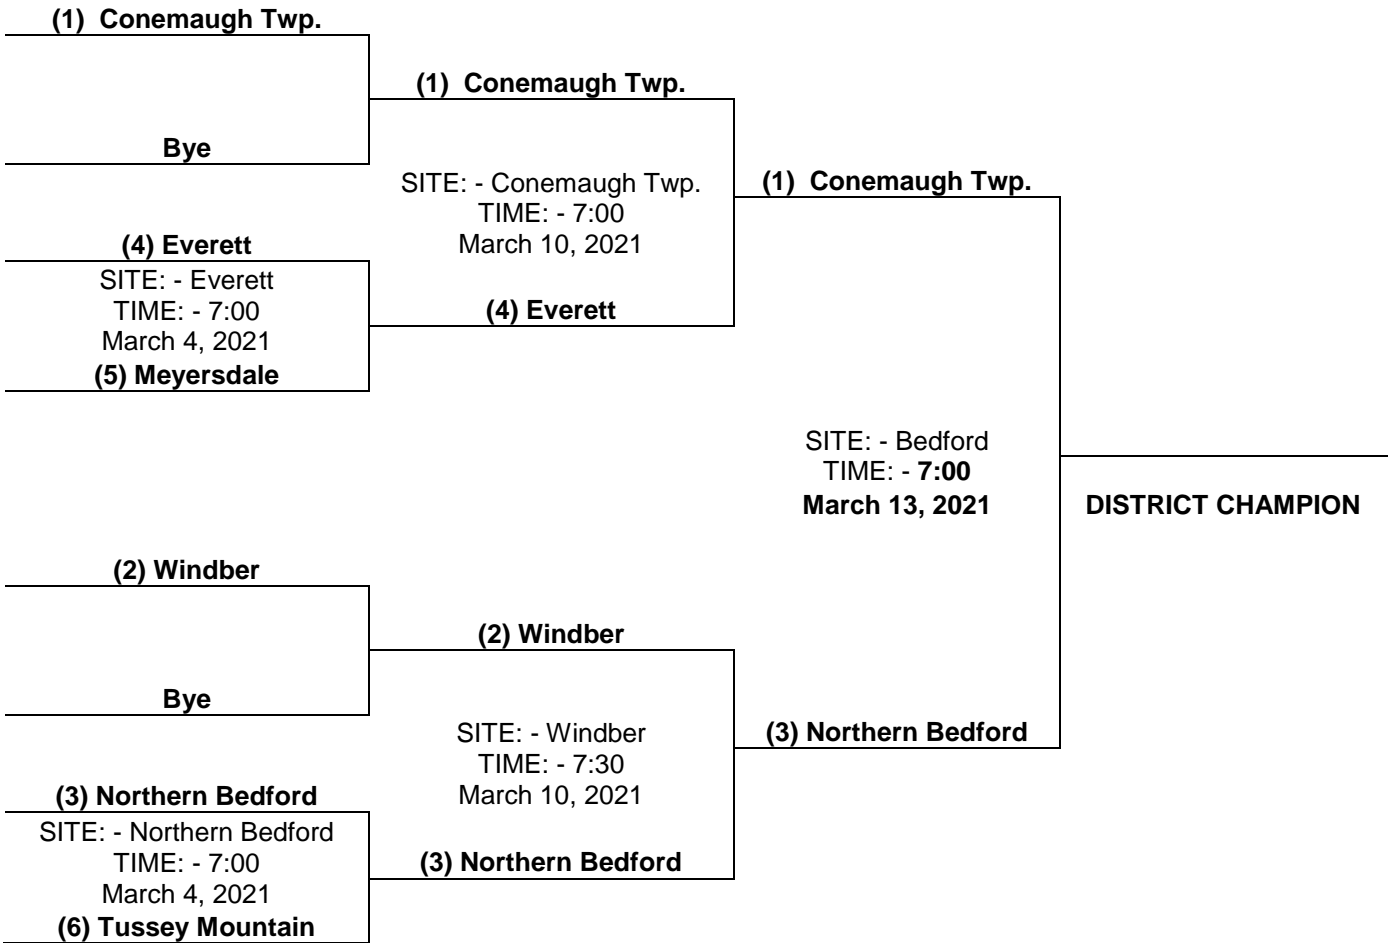 (1) Conemaugh Twp.
(1) Conemaugh Twp.
Bye
SITE: - Conemaugh Twp.
TIME: - 7:00
March 10, 2021
(1) Conemaugh Twp.
(4) Everett
SITE: - Everett
TIME: - 7:00
March 4, 2021
(4) Everett
(5) Meyersdale
SITE: - Bedford
TIME: - 7:00
March 13, 2021
DISTRICT CHAMPION
(2) Windber
(2) Windber
Bye
SITE: - Windber
TIME: - 7:30
March 10, 2021
(3) Northern Bedford
(3) Northern Bedford
SITE: - Northern Bedford
TIME: - 7:00
March 4, 2021
(3) Northern Bedford
(6) Tussey Mountain